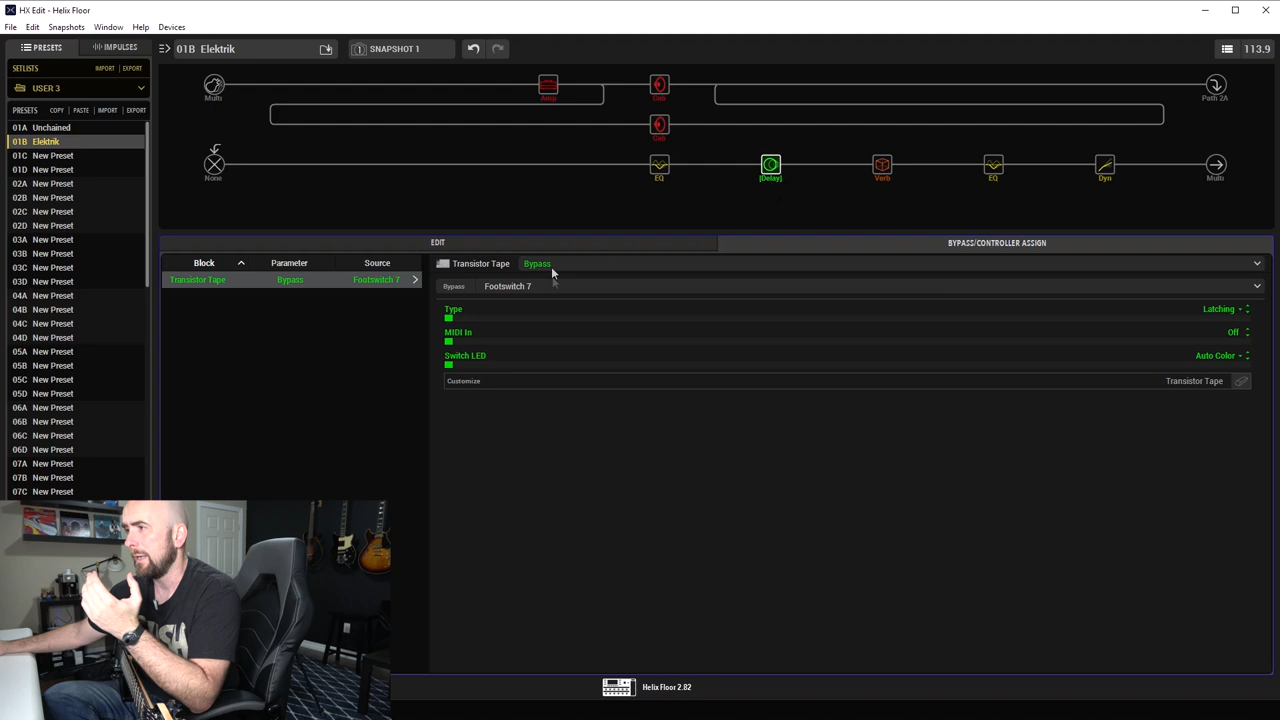 HX Edit - Helix Floor
File Edit Snapshots Window Help Devices
PRESETS IMPULSES 01B Elektrik 1 SNAPSHOT 1 113.9
SETLISTS IMPORT EXPORT
USER 3
PRESETS COPY PASTE IMPORT EXPORT
01A Unchained
01B Elektrik
01C New Preset
01D New Preset
02A New Preset
02B New Preset
02C New Preset
02D New Preset
03A New Preset
03B New Preset
03C New Preset
03D New Preset
04A New Preset
04B New Preset
04C New Preset
04D New Preset
05A New Preset
05B New Preset
05C New Preset
05D New Preset
06A New Preset
06B New Preset
06C New Preset
06D New Preset
07A New Preset
07B New Preset
07C New Preset
Multi Amp Cab Path 2A
Cab
None EQ [Delay] Verb EQ Dyn Multi
EDIT BYPASS/CONTROLLER ASSIGN
Block Parameter Source
Transistor Tape Bypass Footswitch 7
Transistor Tape Bypass
Bypass Footswitch 7
Type Latching
MIDI In Off
Switch LED Auto Color
Customize Transistor Tape
Helix Floor 2.82